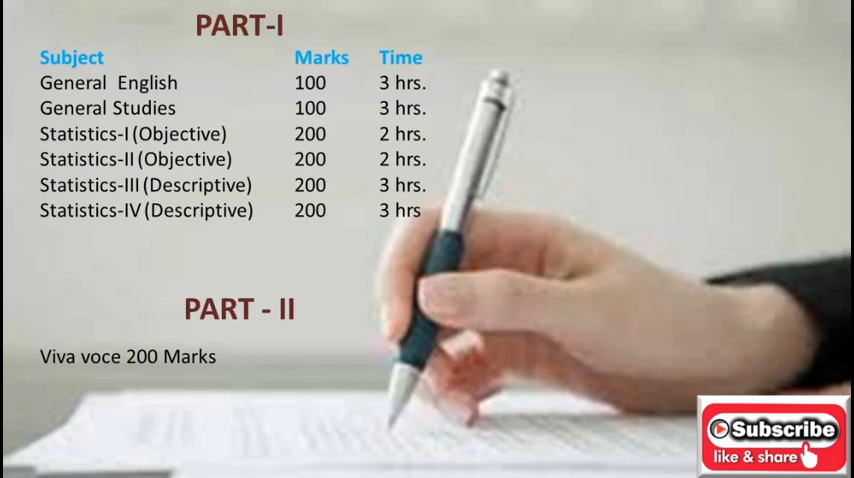 PART-I
Subject Marks Time
General English 100 3 hrs.
General Studies 100 3 hrs.
Statistics-I (Objective) 200 2 hrs.
Statistics-II (Objective) 200 2 hrs.
Statistics-III (Descriptive) 200 3 hrs.
Statistics-IV (Descriptive) 200 3 hrs
PART - II
Viva voce 200 Marks
Subscribe
like & share